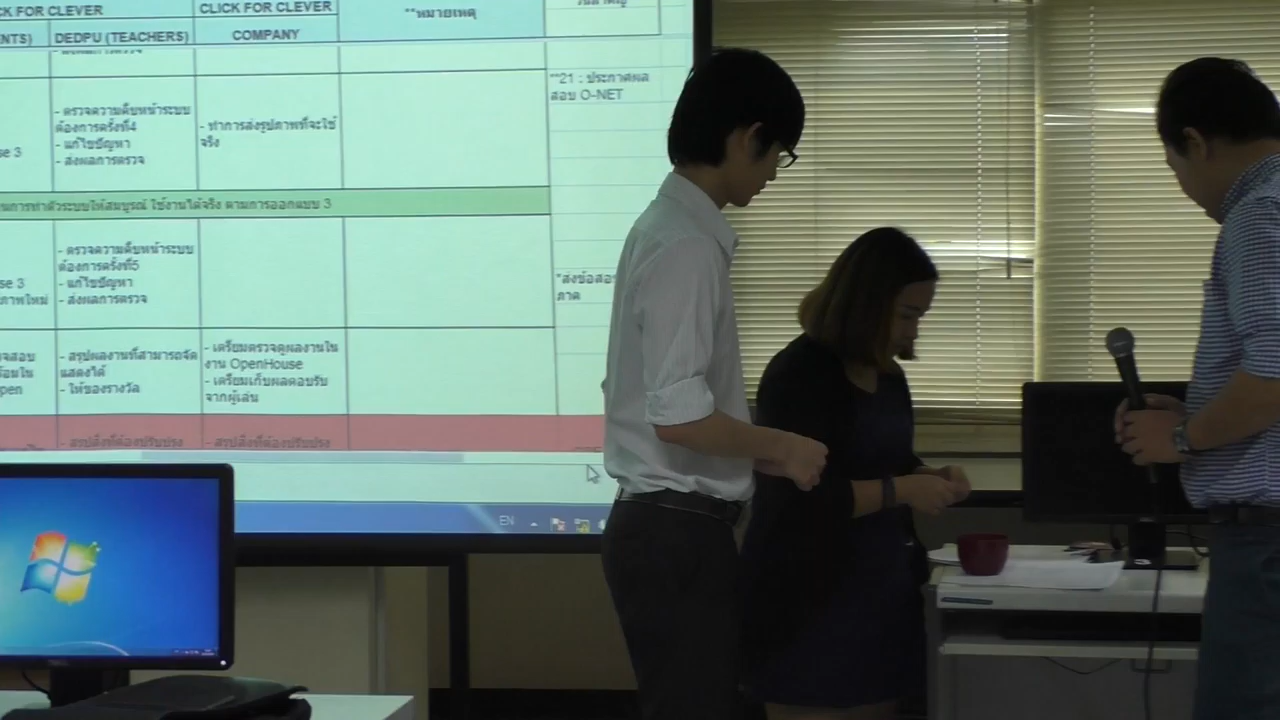 CK FOR CLEVER
CLICK FOR CLEVER
**หมายเหตุ
วันสำคัญ
NTS)
DEDPU (TEACHERS)
COMPANY
**21 : ประกาศผล
สอบ O-NET
se 3
- ตรวจความคืบหน้าระบบ
ต้องการครั้งที่4
- แก้ไขปัญหา
- ส่งผลการตรวจ
- ทำการส่งรูปภาพที่จะใช้
จริง
นการทำตัวระบบให้สมบูรณ์ ใช้งานได้จริง ตามการออกแบบ 3
se 3
ภาพใหม่
- ตรวจความคืบหน้าระบบ
ต้องการครั้งที่5
- แก้ไขปัญหา
- ส่งผลการตรวจ
*ส่งข้อสอบ
ภาค
pen
- สรุปผลงานที่สามารถจัด
แสดงได้
- ให้ของรางวัล
- เตรียมตรวจดูผลงานใน
งาน OpenHouse
- เตรียมเก็บผลตอบรับ
จากผู้เล่น
- สรุปสิ่งที่ต้องปรับปรุง
- สรุปสิ่งที่ต้องปรับปรุง
EN